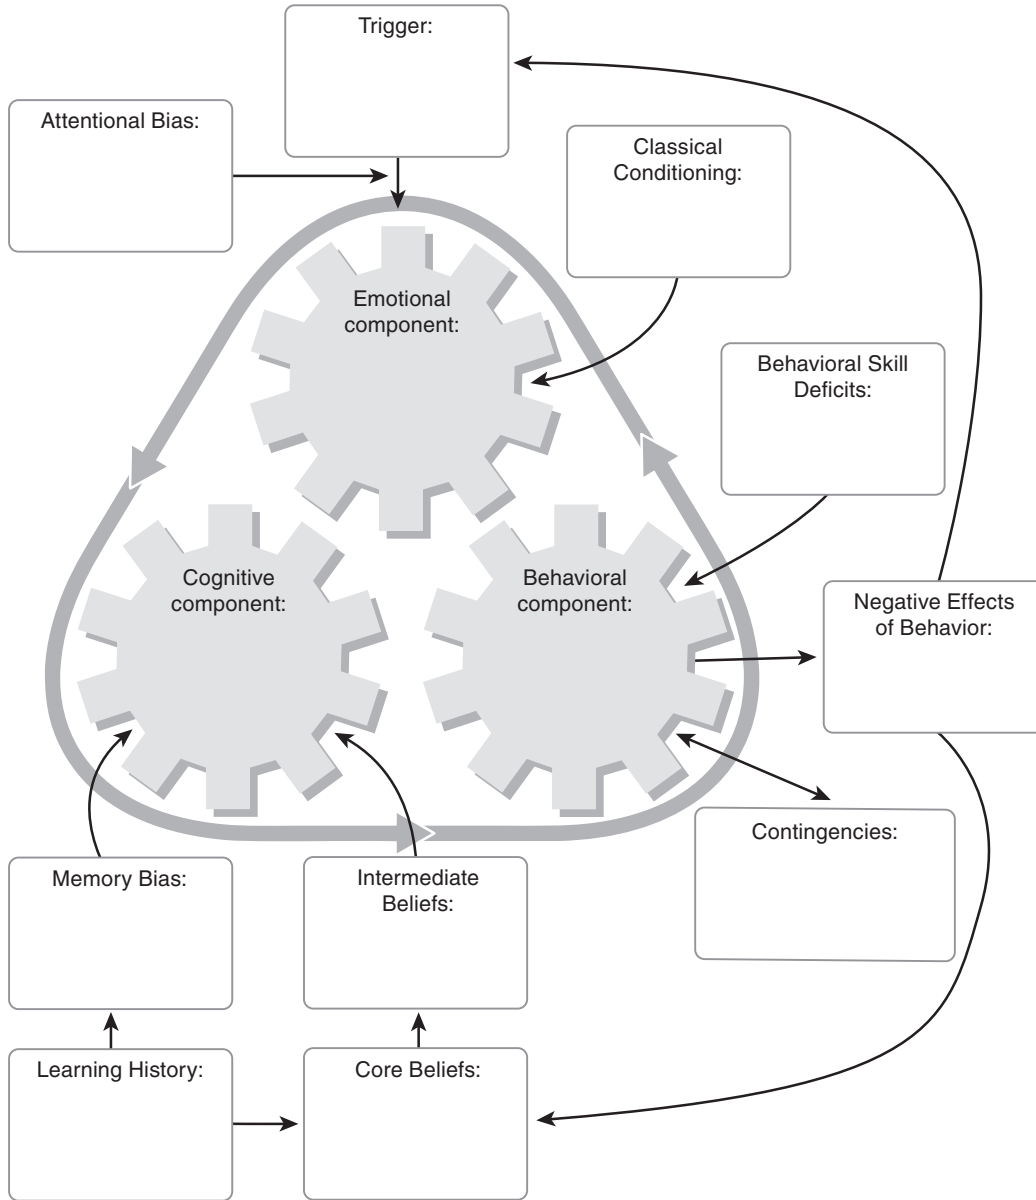 Trigger:
Attentional Bias:
Classical
Conditioning:
Emotional
component:
Behavioral Skill
Deficits:
Cognitive
component:
Behavioral
component:
Negative Effects
of Behavior:
Contingencies:
Memory Bias:
Intermediate
Beliefs:
Learning History:
Core Beliefs: